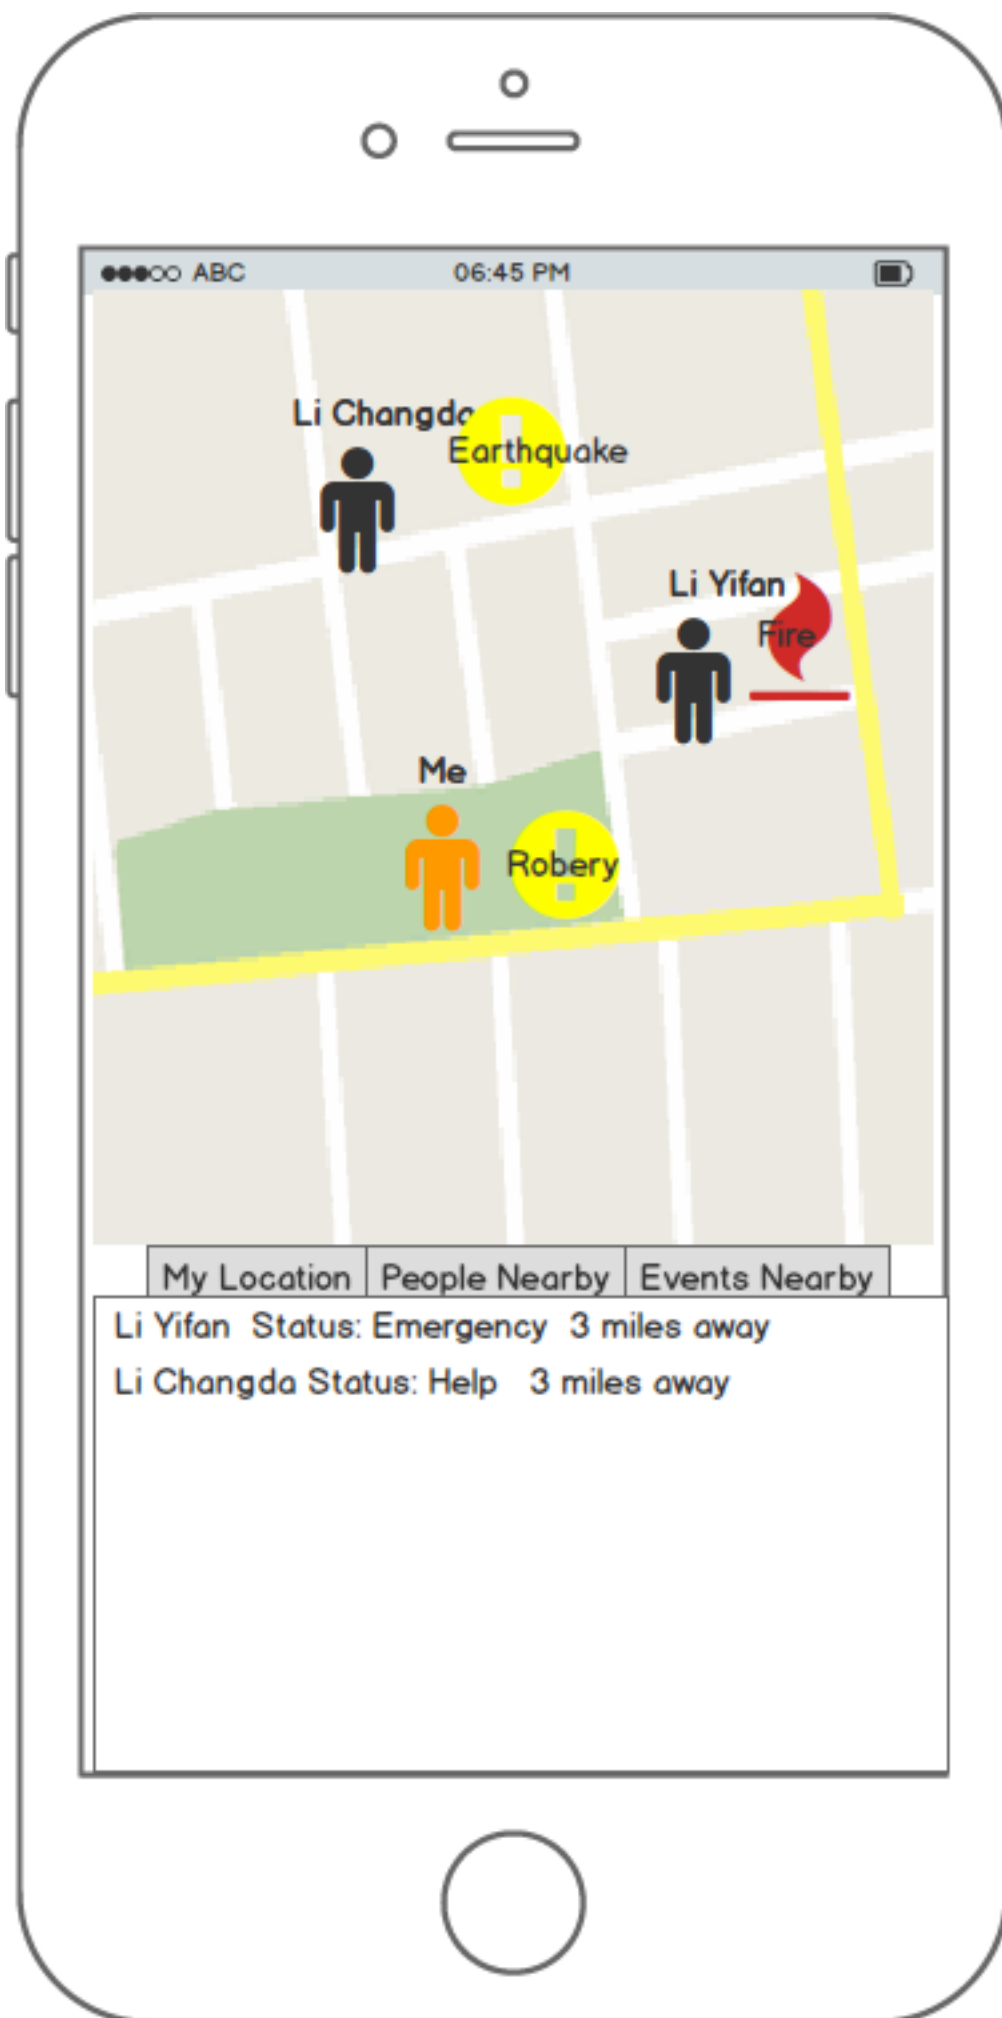 ABC 06:45 PM
Li Changda
Earthquake
Li Yifan
Fire
Me
Robery
My Location People Nearby Events Nearby
Li Yifan Status: Emergency 3 miles away
Li Changda Status: Help 3 miles away